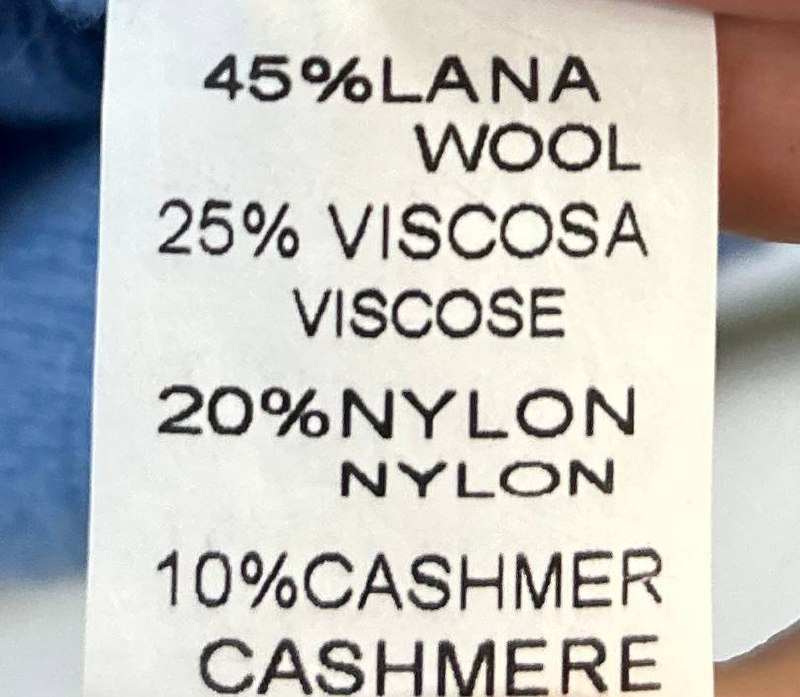 45%LANA
WOOL
25% VISCOSA
VISCOSE
20%NYLON
NYLON
10%CASHMER
CASHMERE